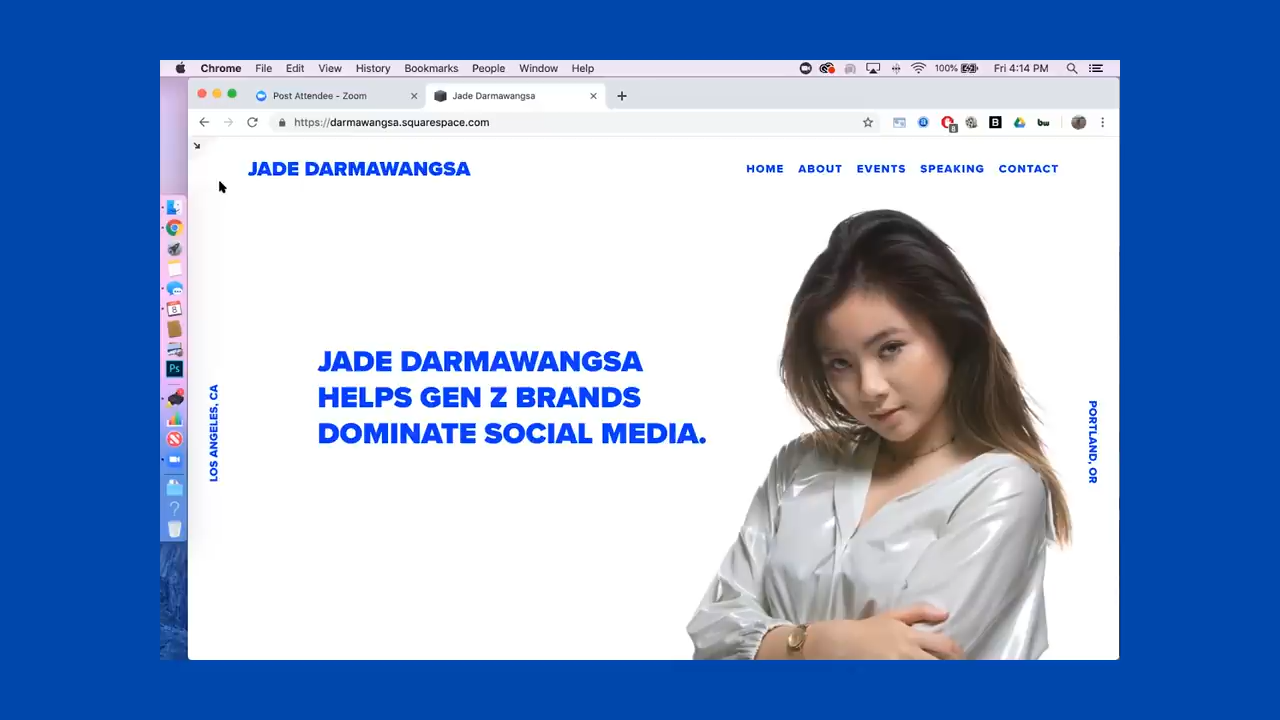 Chrome File Edit View History Bookmarks People Window Help 100% Fri 4:14 PM
Post Attendee - Zoom Jade Darmawangsa
https://darmawangsa.squarespace.com
JADE DARMAWANGSA HOME ABOUT EVENTS SPEAKING CONTACT
JADE DARMAWANGSA
HELPS GEN Z BRANDS
DOMINATE SOCIAL MEDIA.
LOS ANGELES, CA
PORTLAND, OR
Ps